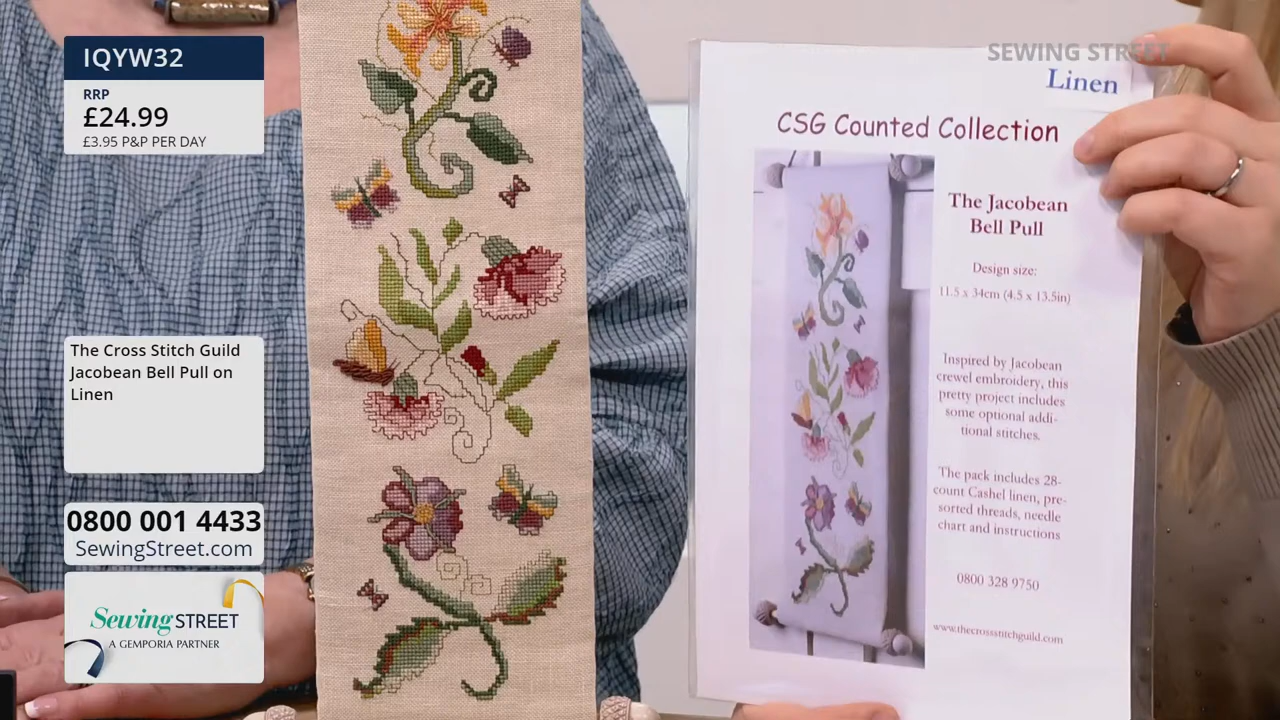 IQYW32
RRP
£24.99
£3.95 P&P PER DAY
The Cross Stitch Guild
Jacobean Bell Pull on
Linen
0800 001 4433
SewingStreet.com
Sewing STREET
A GEMPORIA PARTNER
SEWING STREET
Linen
CSG Counted Collection
The Jacobean
Bell Pull
Design size:
11.5 x 34cm (4.5 x 13.5in)
Inspired by Jacobean
crewel embroidery, this
pretty project includes
some optional addi-
tional stitches.
The pack includes 28-
count Cashel linen, pre-
sorted threads, needle
chart and instructions
0800 328 9750
www.thecrossstitchguild.com